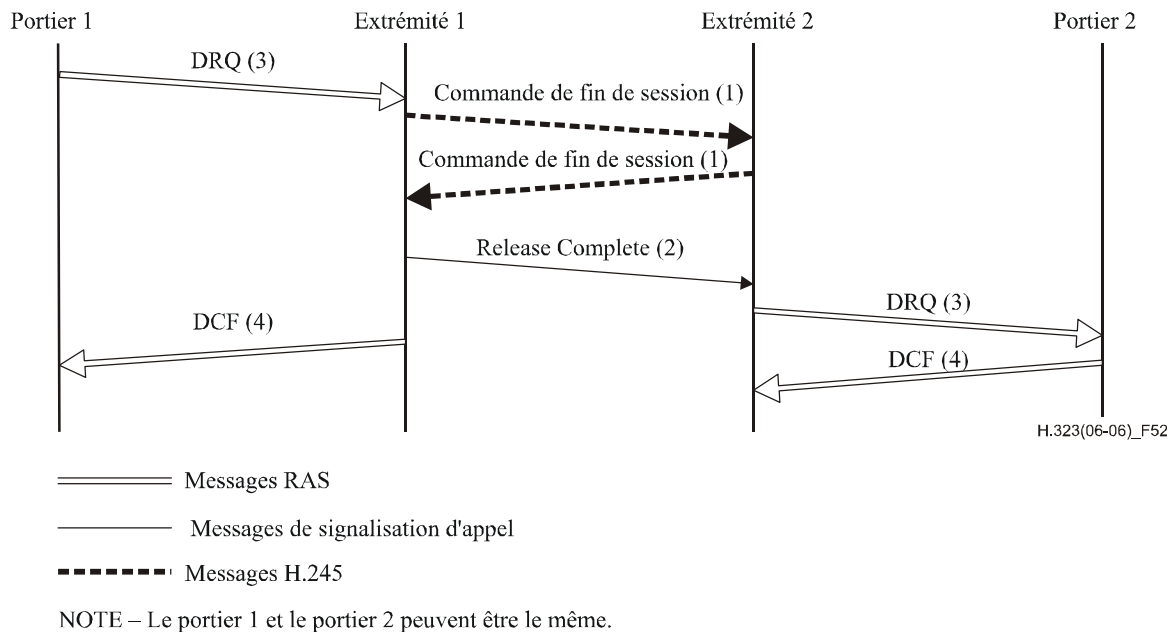 Portier 1
Extrémité 1
Extrémité 2
Portier 2
DRQ (3)
Commande de fin de session (1)
Commande de fin de session (1)
Release Complete (2)
DRQ (3)
DCF (4)
DCF (4)
H.323(06-06)_F52
Messages RAS
Messages de signalisation d'appel
Messages H.245
NOTE – Le portier 1 et le portier 2 peuvent être le même.